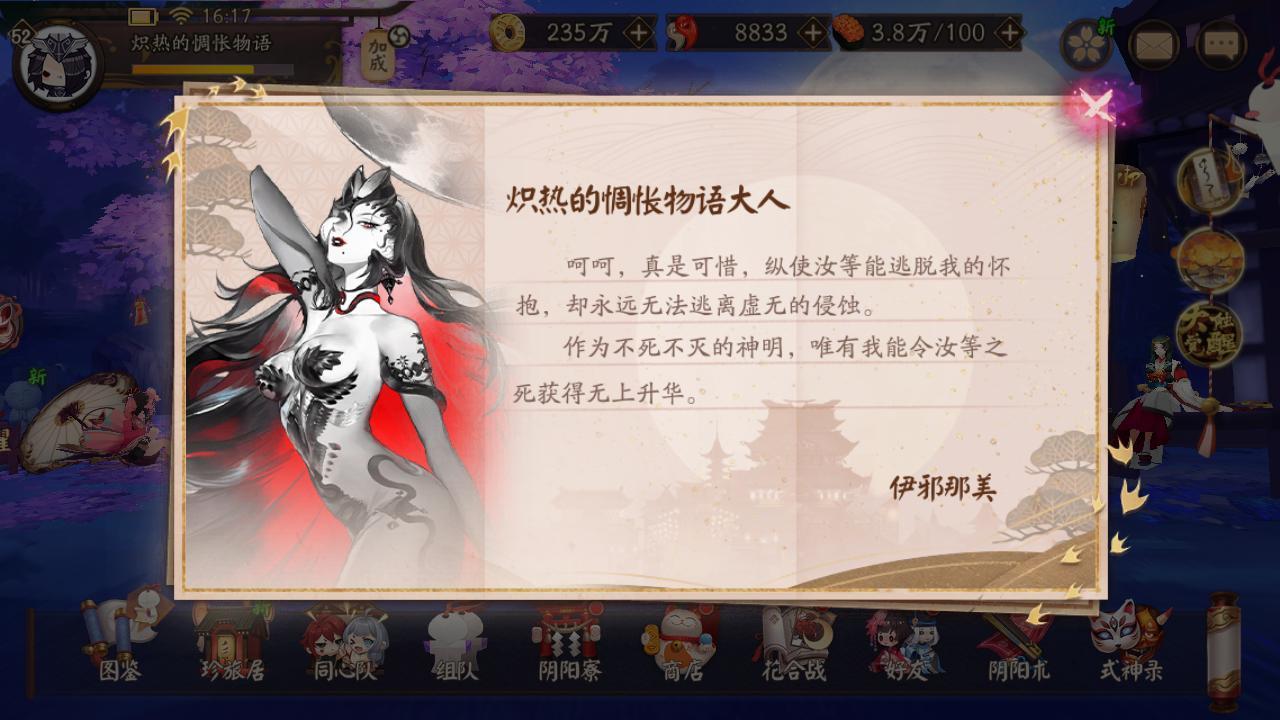 52
16:17
炽热的惆怅物语
加成
235万
8833
3.8万/100
新
炽热的惆怅物语大人
呵呵，真是可惜，纵使汝等能逃脱我的怀
抱，却永远无法逃离虚无的侵蚀。
作为不死不灭的神明，唯有我能令汝等之
死获得无上升华。
伊邪那美
新
图鉴
珍旅居
同心队
组队
阴阳寮
商店
花合战
好友
阴阳术
式神录